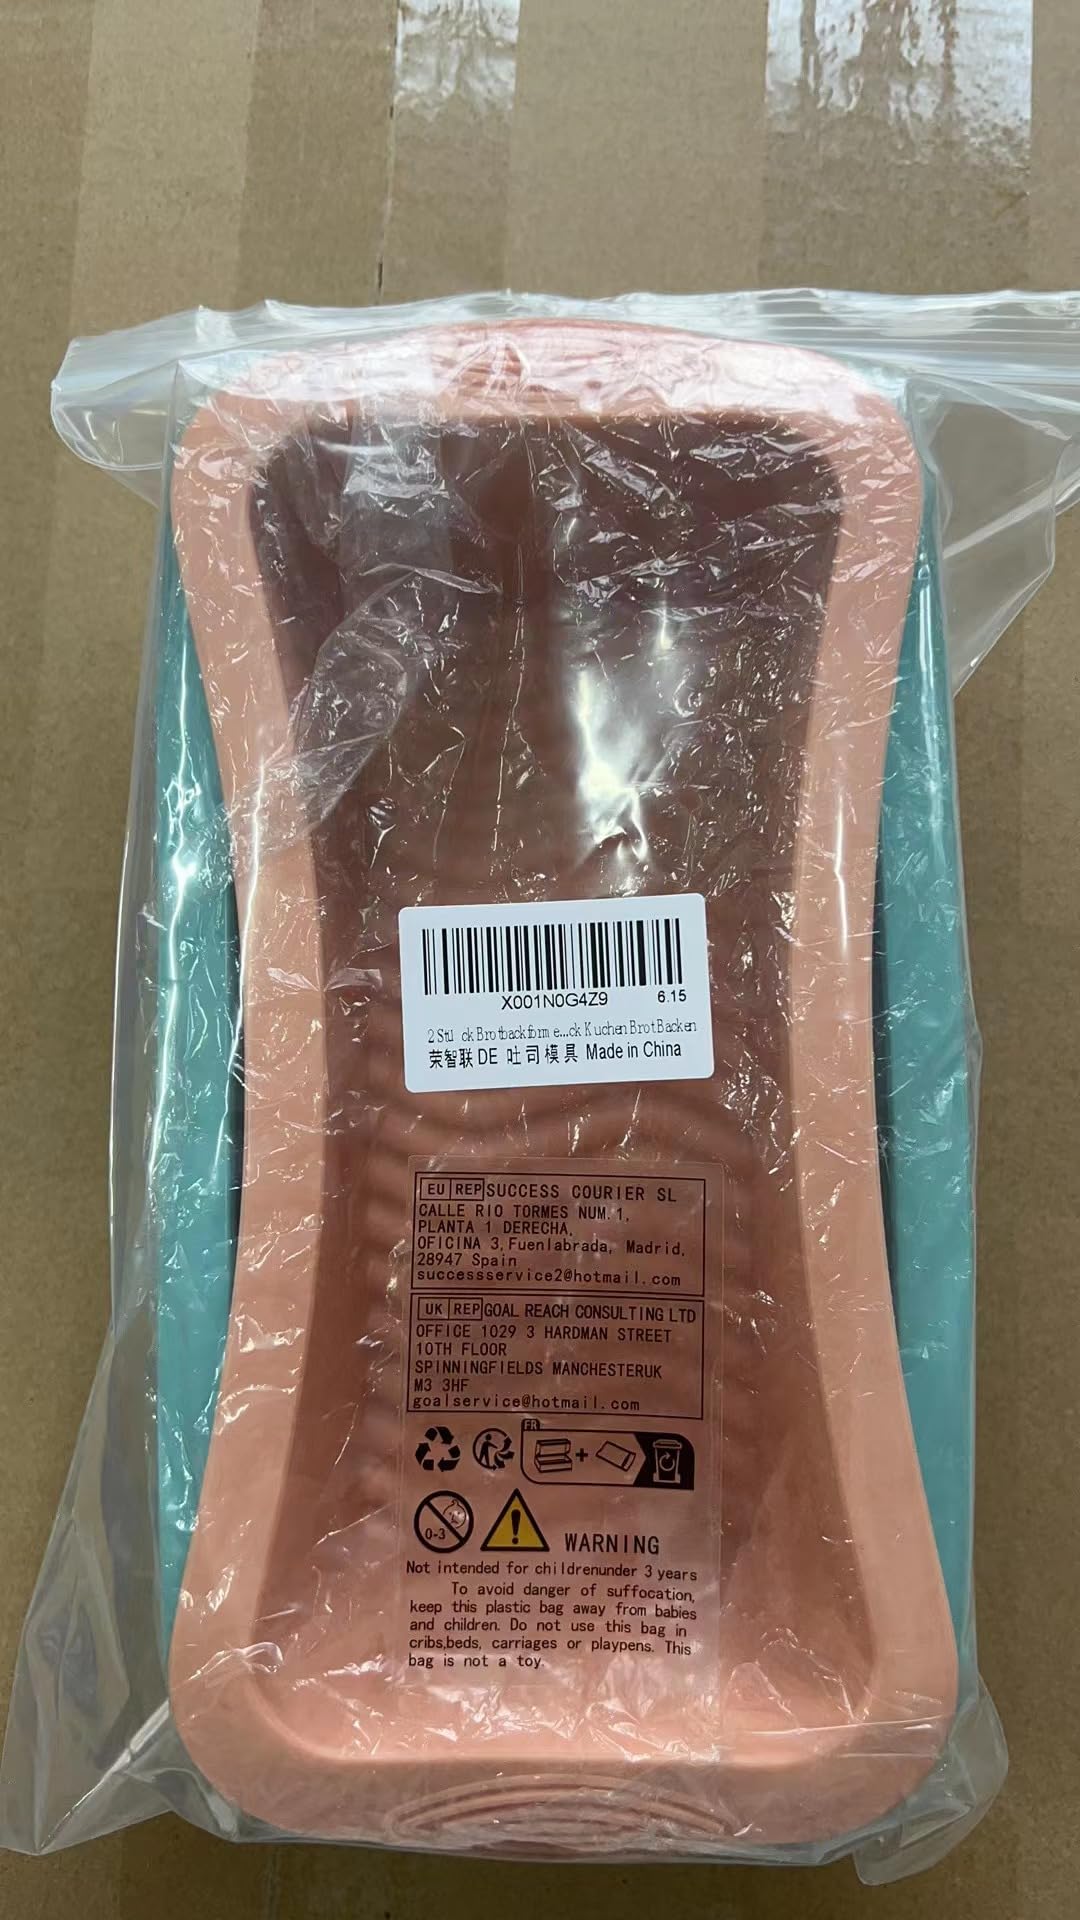 X001N0G4Z9 6.15
2 Stü ck Brotbackform e...ck Kuchen Brot Backen
荣智联 DE 吐司模具 Made in China
EU REP SUCCESS COURIER SL
CALLE RIO TORMES NUM.1,
PLANTA 1 DERECHA,
OFICINA 3, Fuenlabrada, Madrid,
28947 Spain
successservice2@hotmail.com
UK REP GOAL REACH CONSULTING LTD
OFFICE 1029 3 HARDMAN STREET
10TH FLOOR
SPINNINGFIELDS MANCHESTERUK
M3 3HF
goalservice@hotmail.com
FR
+
0-3
WARNING
Not intended for childrenunder 3 years
To avoid danger of suffocation,
keep this plastic bag away from babies
and children. Do not use this bag in
cribs,beds, carriages or playpens. This
bag is not a toy.